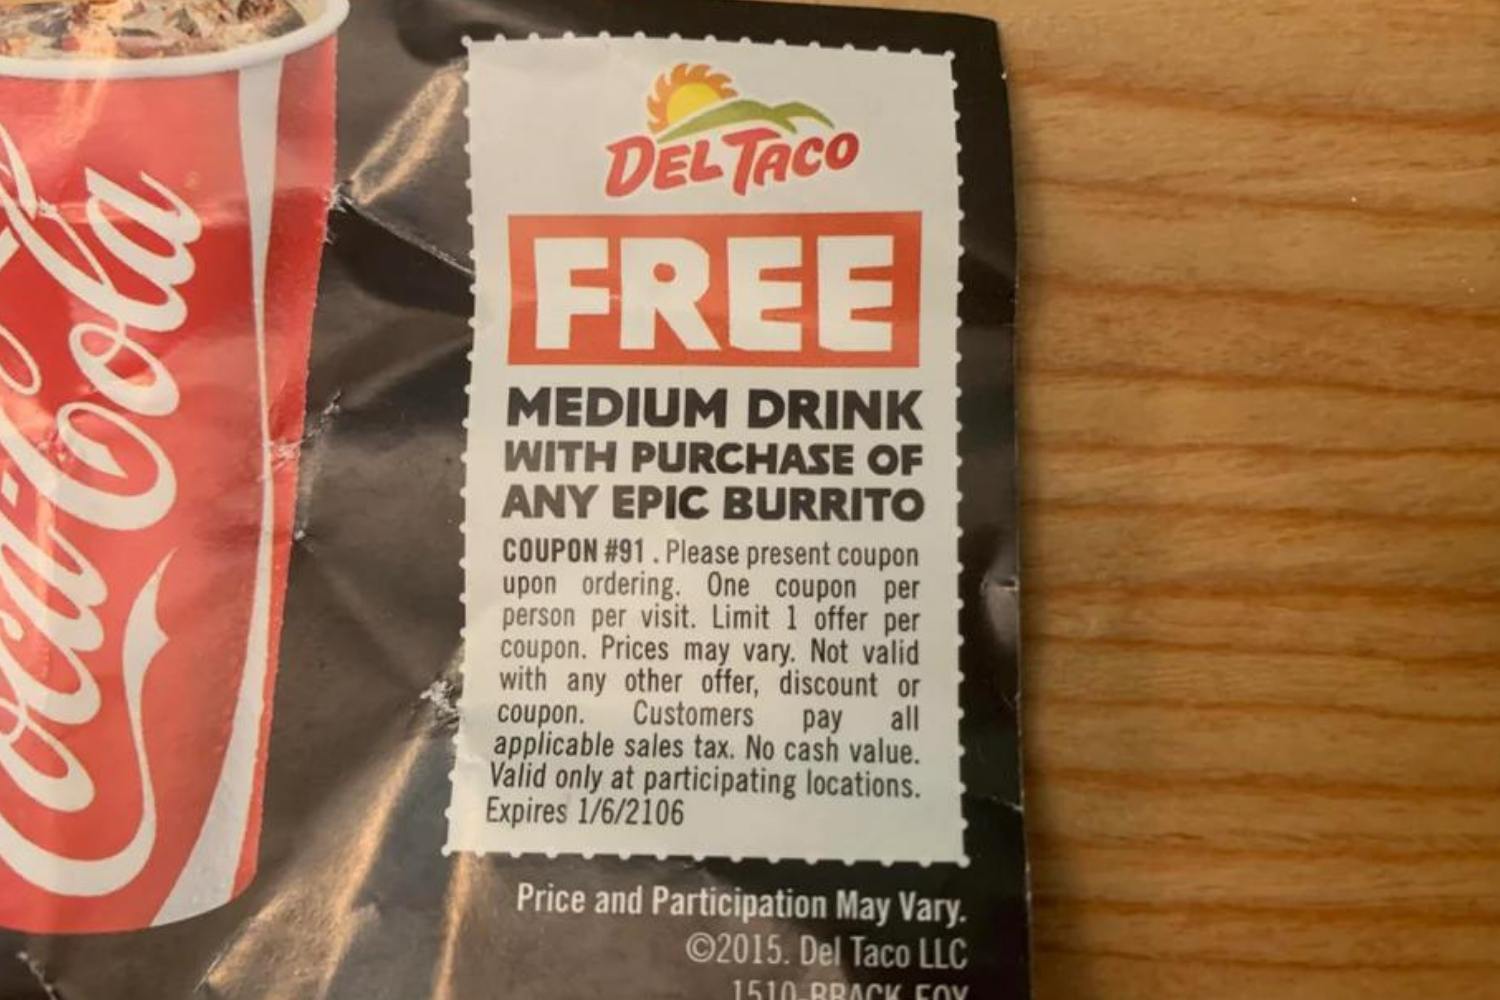 Coca-Cola
DEL TACO
FREE
MEDIUM DRINK
WITH PURCHASE OF
ANY EPIC BURRITO
COUPON #91 . Please present coupon
upon ordering. One coupon per
person per visit. Limit 1 offer per
coupon. Prices may vary. Not valid
with any other offer, discount or
coupon. Customers pay all
applicable sales tax. No cash value.
Valid only at participating locations.
Expires 1/6/2106
Price and Participation May Vary.
©2015. Del Taco LLC
1510-BRACK FOX